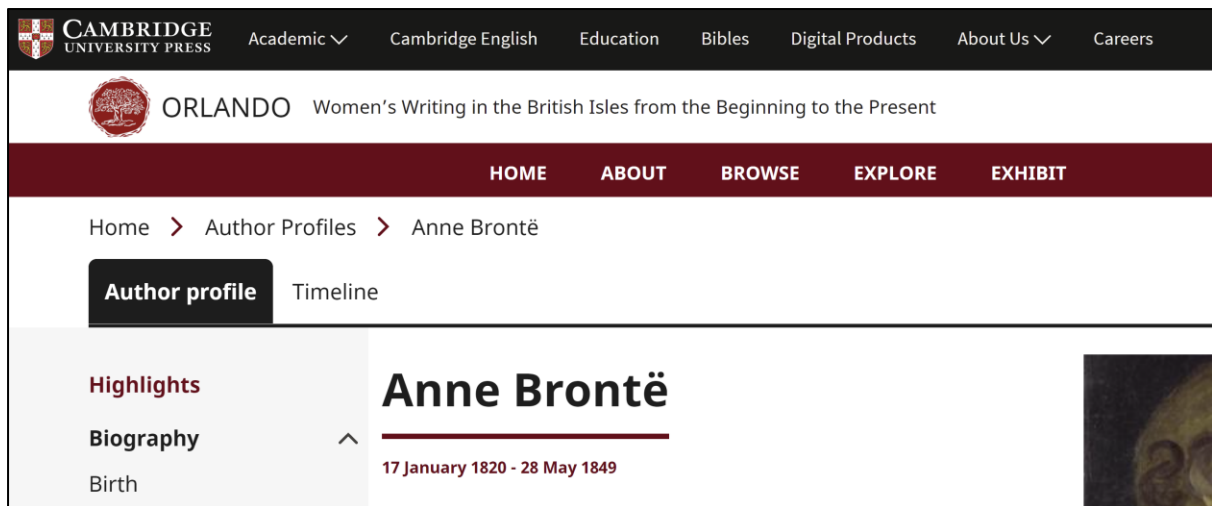 CAMBRIDGE
UNIVERSITY PRESS
Academic Cambridge English Education Bibles Digital Products About Us Careers
ORLANDO Women's Writing in the British Isles from the Beginning to the Present
HOME ABOUT BROWSE EXPLORE EXHIBIT
Home Author Profiles Anne Brontë
Author profile Timeline
Highlights
Anne Brontë
Biography
17 January 1820 - 28 May 1849
Birth